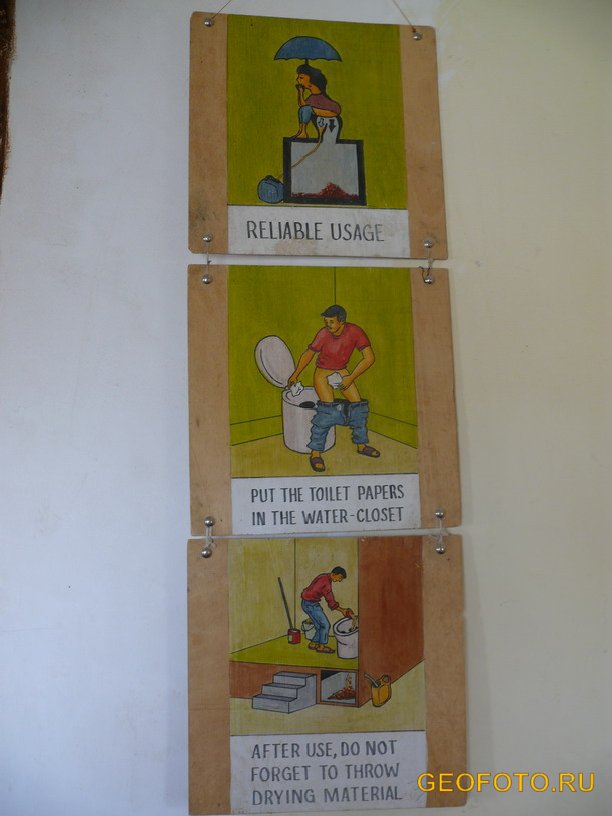 RELIABLE USAGE
PUT THE TOILET PAPERS
IN THE WATER-CLOSET
AFTER USE, DO NOT
FORGET TO THROW
DRYING MATERIAL
GEOFOTO.RU